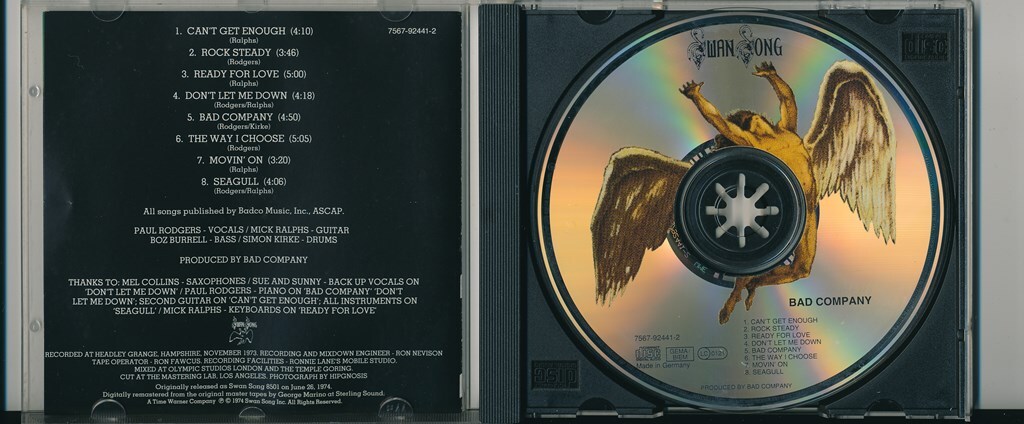 1. CAN'T GET ENOUGH (4:10)
(Ralphs)
2. ROCK STEADY (3:46)
(Rodgers)
3. READY FOR LOVE (5:00)
(Ralphs)
4. DON'T LET ME DOWN (4:18)
(Rodgers/Ralphs)
5. BAD COMPANY (4:50)
(Rodgers/Kirke)
6. THE WAY I CHOOSE (5:05)
(Rodgers)
7. MOVIN' ON (3:20)
(Ralphs)
8. SEAGULL (4:06)
(Rodgers/Ralphs)
7567-92441-2
All songs published by Badco Music, Inc., ASCAP.
PAUL RODGERS - VOCALS / MICK RALPHS - GUITAR
BOZ BURRELL - BASS / SIMON KIRKE - DRUMS
PRODUCED BY BAD COMPANY
THANKS TO: MEL COLLINS - SAXOPHONES / SUE AND SUNNY - BACK UP VOCALS ON
'DON'T LET ME DOWN' / PAUL RODGERS - PIANO ON 'BAD COMPANY' 'DON'T
LET ME DOWN'; SECOND GUITAR ON 'CAN'T GET ENOUGH'; ALL INSTRUMENTS ON
'SEAGULL' / MICK RALPHS - KEYBOARDS ON 'READY FOR LOVE'
RECORDED AT HEADLEY GRANGE, HAMPSHIRE, NOVEMBER 1973. RECORDING AND MIXDOWN ENGINEER - RON NEVISON
TAPE OPERATOR - RON FAWCUS. RECORDING FACILITIES - RONNIE LANE'S MOBILE STUDIO.
MIXED AT OLYMPIC STUDIOS LONDON AND THE TEMPLE GORING.
CUT AT THE MASTERING LAB, LOS ANGELES. PHOTOGRAPH BY HIPGNOSIS
Originally released as Swan Song 8501 on June 26, 1974.
Digitally remastered from the original master tapes by George Marino at Sterling Sound.
A Time Warner Company ℗ © 1974 Swan Song Inc. All Rights Reserved.
SWAN SONG
BAD COMPANY
1. CAN'T GET ENOUGH
2. ROCK STEADY
3. READY FOR LOVE
4. DON'T LET ME DOWN
5. BAD COMPANY
6. THE WAY I CHOOSE
7. MOVIN' ON
8. SEAGULL
7567-92441-2
GEMA
BIEM
LC 0121
Made in Germany
PRODUCED BY BAD COMPANY